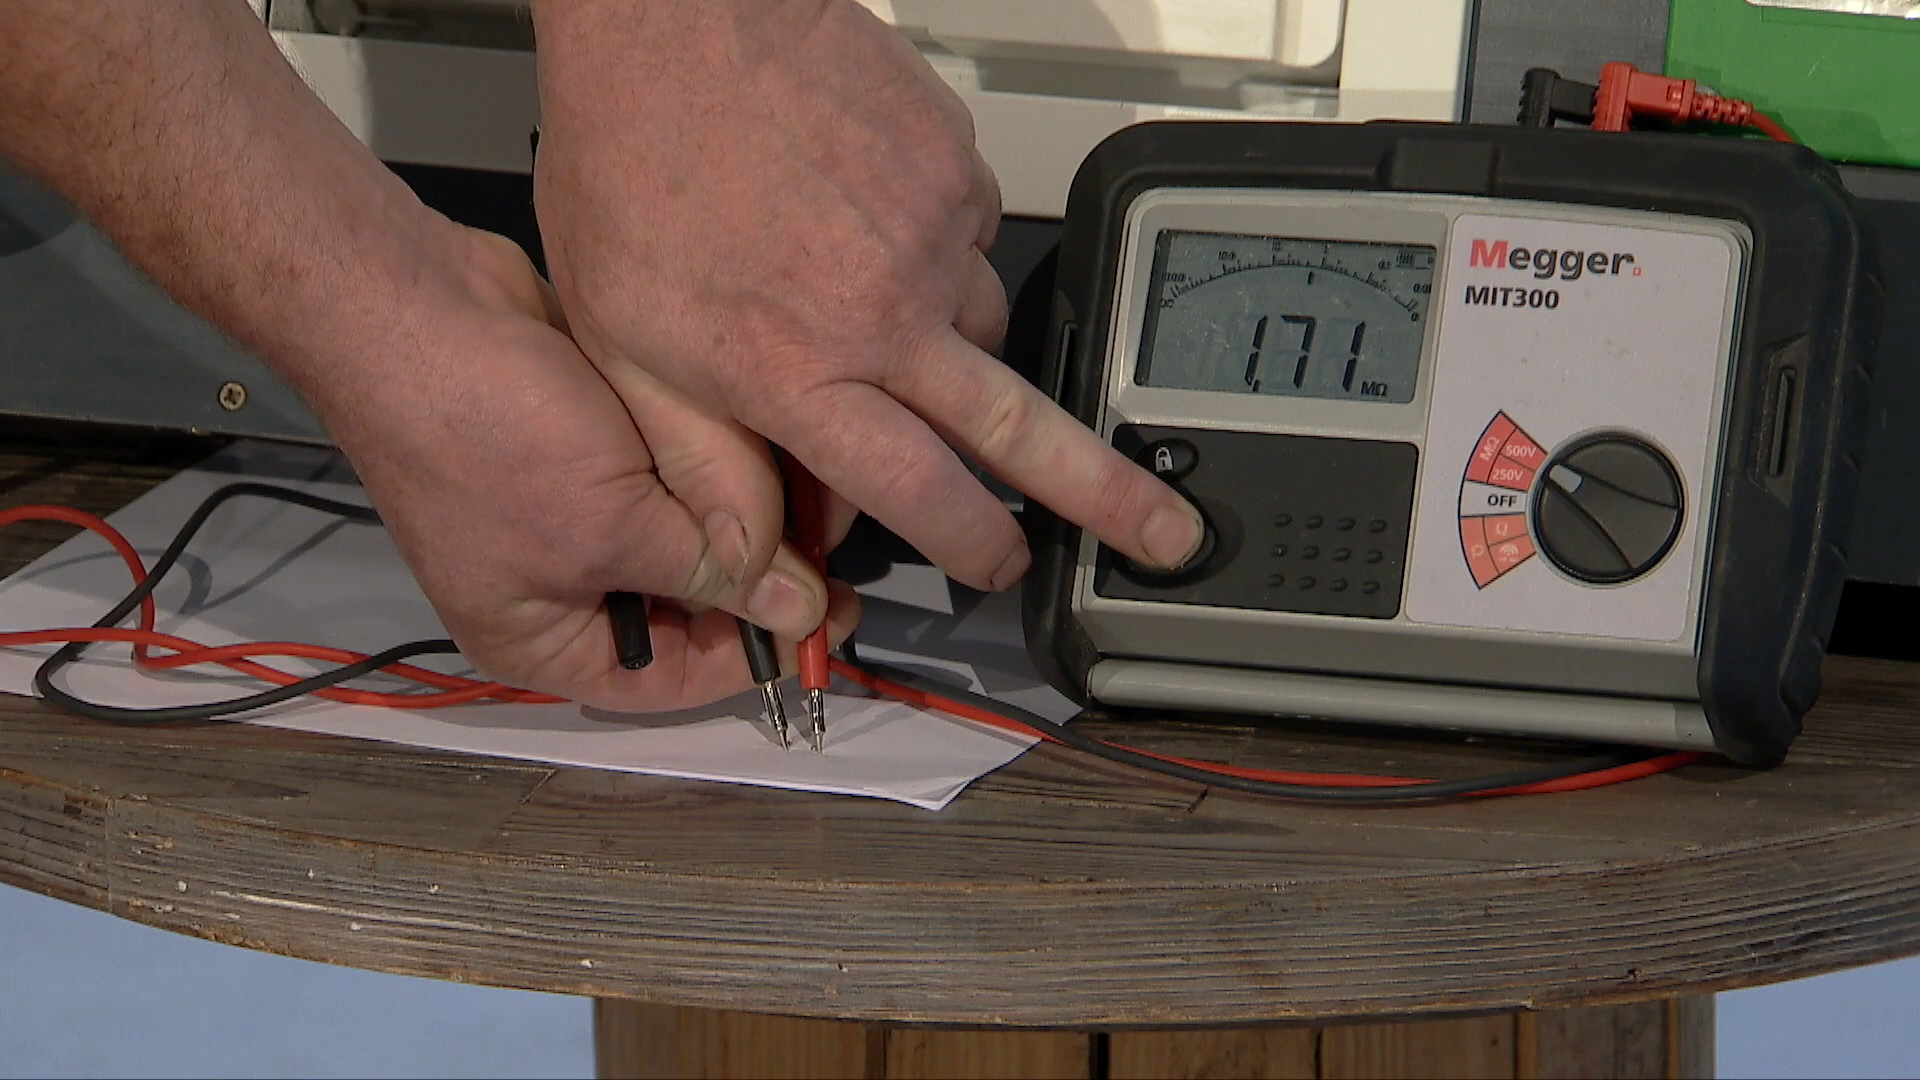 Megger.
MIT300
1.71 MΩ
MΩ
500V
250V
OFF
Ω